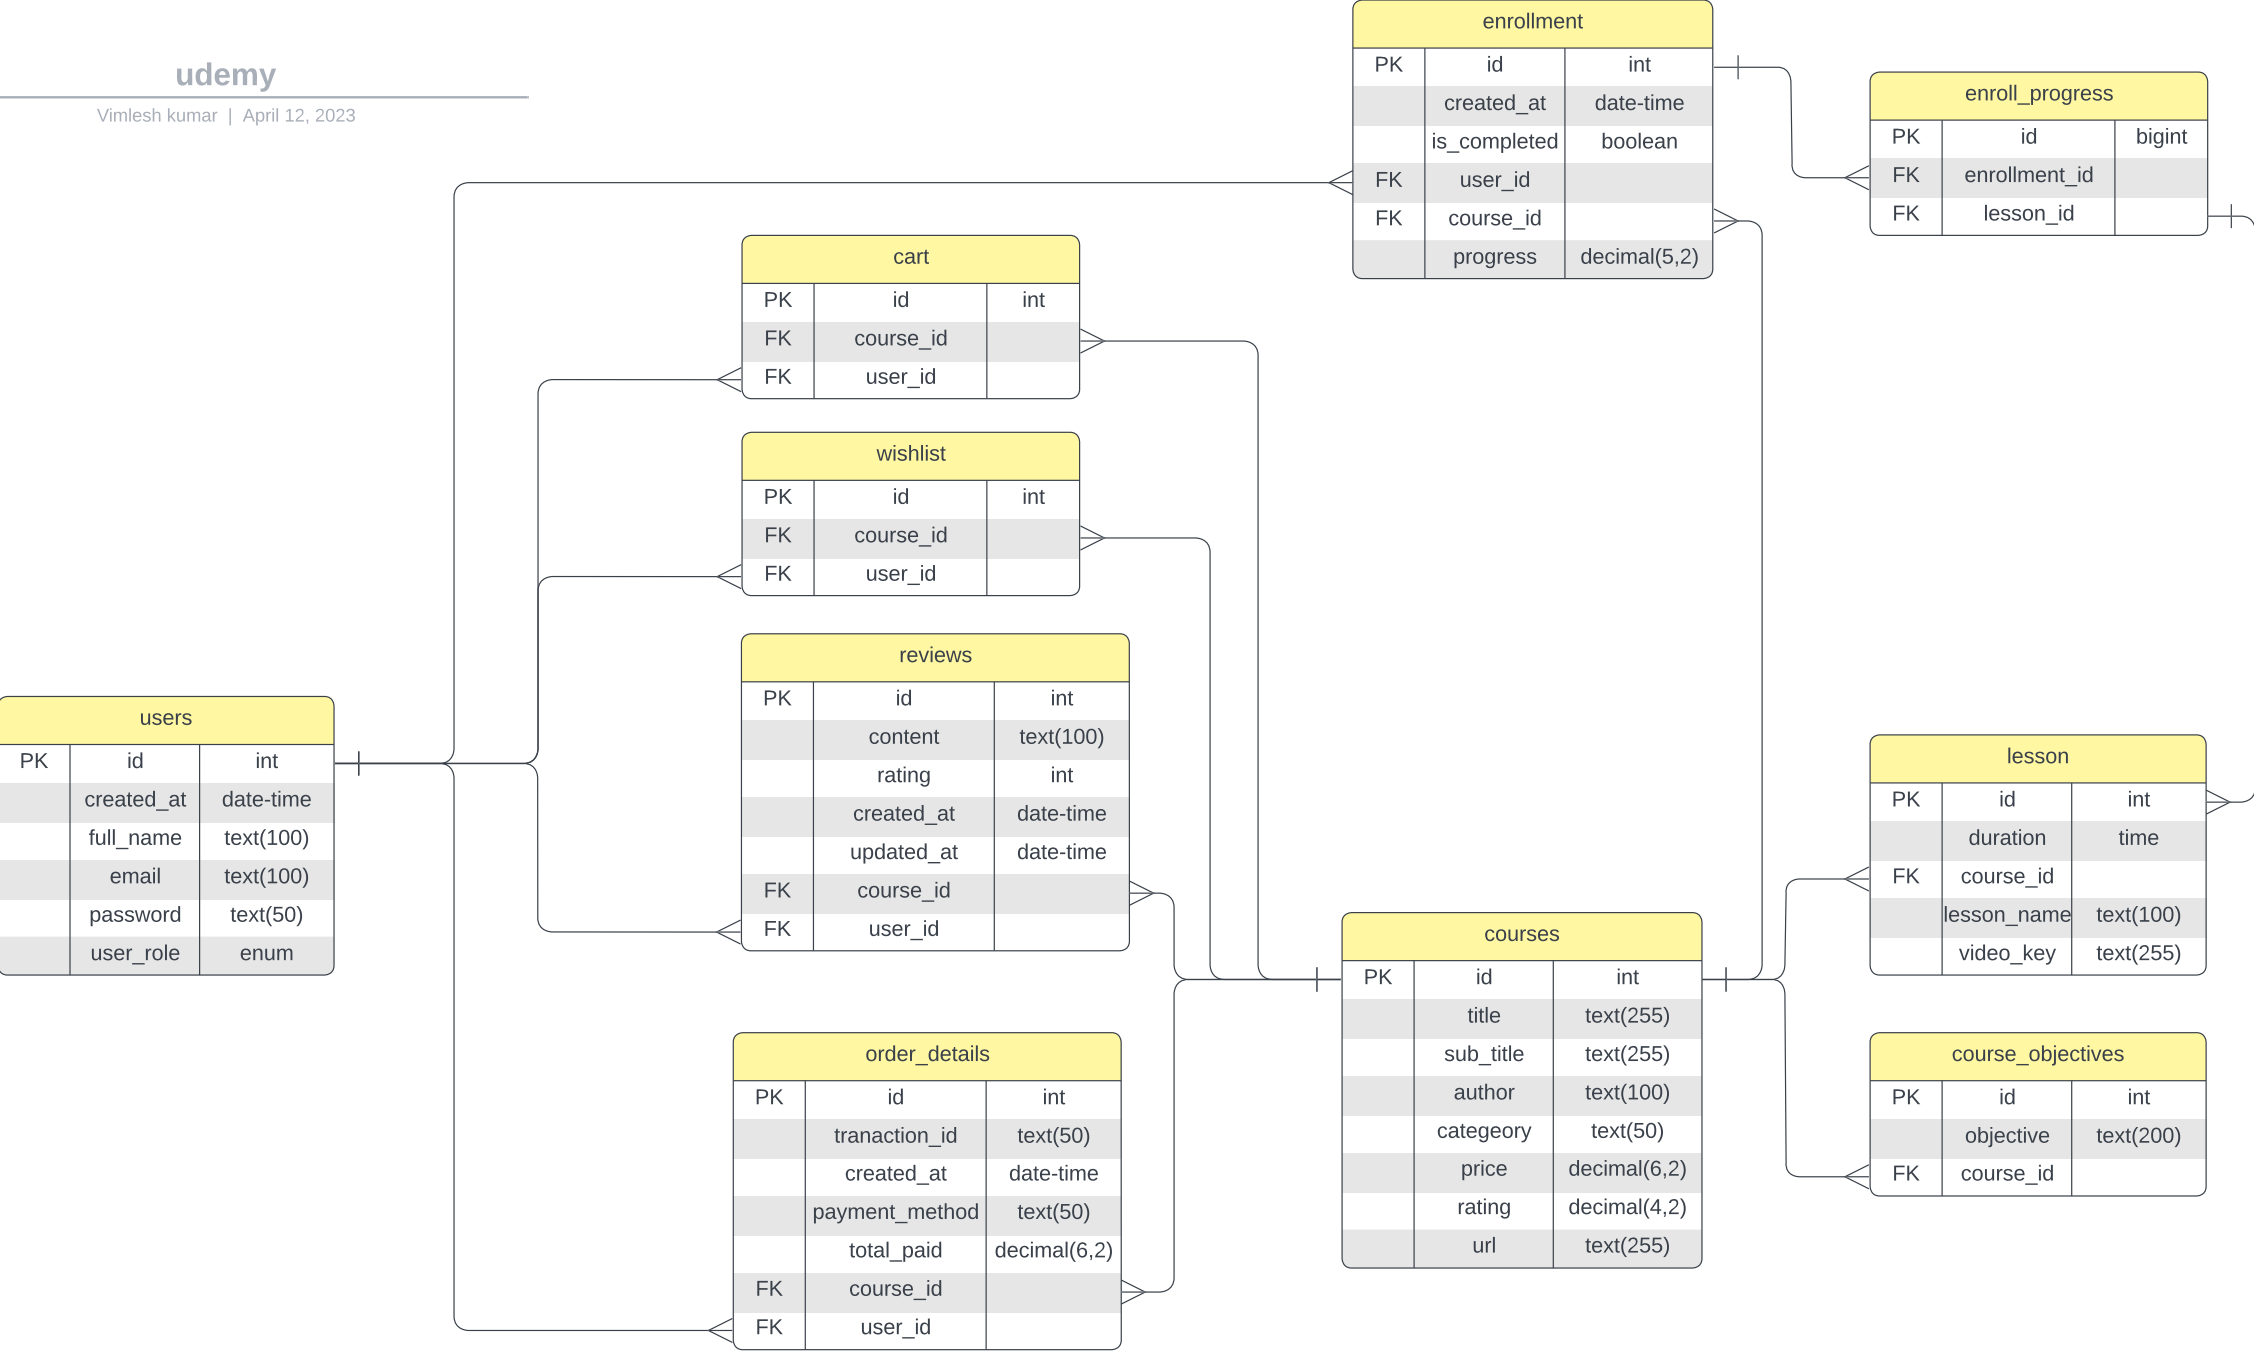 udemy
Vimlesh kumar | April 12, 2023
enrollment
PK id int
created_at date-time
is_completed boolean
FK user_id
FK course_id
progress decimal(5,2)
enroll_progress
PK id bigint
FK enrollment_id
FK lesson_id
cart
PK id int
FK course_id
FK user_id
wishlist
PK id int
FK course_id
FK user_id
reviews
PK id int
content text(100)
rating int
created_at date-time
updated_at date-time
FK course_id
FK user_id
users
PK id int
created_at date-time
full_name text(100)
email text(100)
password text(50)
user_role enum
order_details
PK id int
tranaction_id text(50)
created_at date-time
payment_method text(50)
total_paid decimal(6,2)
FK course_id
FK user_id
courses
PK id int
title text(255)
sub_title text(255)
author text(100)
categeory text(50)
price decimal(6,2)
rating decimal(4,2)
url text(255)
lesson
PK id int
duration time
FK course_id
lesson_name text(100)
video_key text(255)
course_objectives
PK id int
objective text(200)
FK course_id